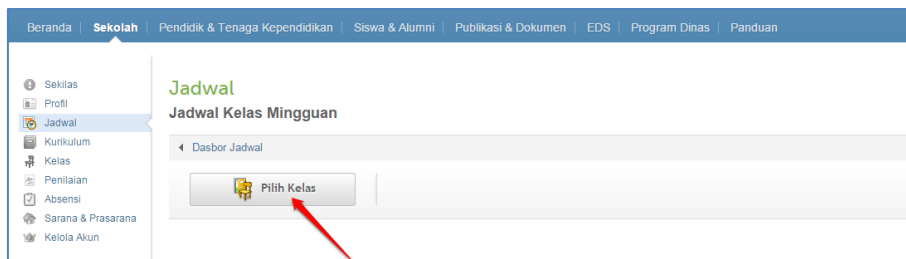 Beranda | Sekolah | Pendidik & Tenaga Kependidikan | Siswa & Alumni | Publikasi & Dokumen | EDS | Program Dinas | Panduan
Sekilas
Profil
Jadwal
Kurikulum
Kelas
Penilaian
Absensi
Sarana & Prasarana
Kelola Akun
Jadwal
Jadwal Kelas Mingguan
Dasbor Jadwal
Pilih Kelas